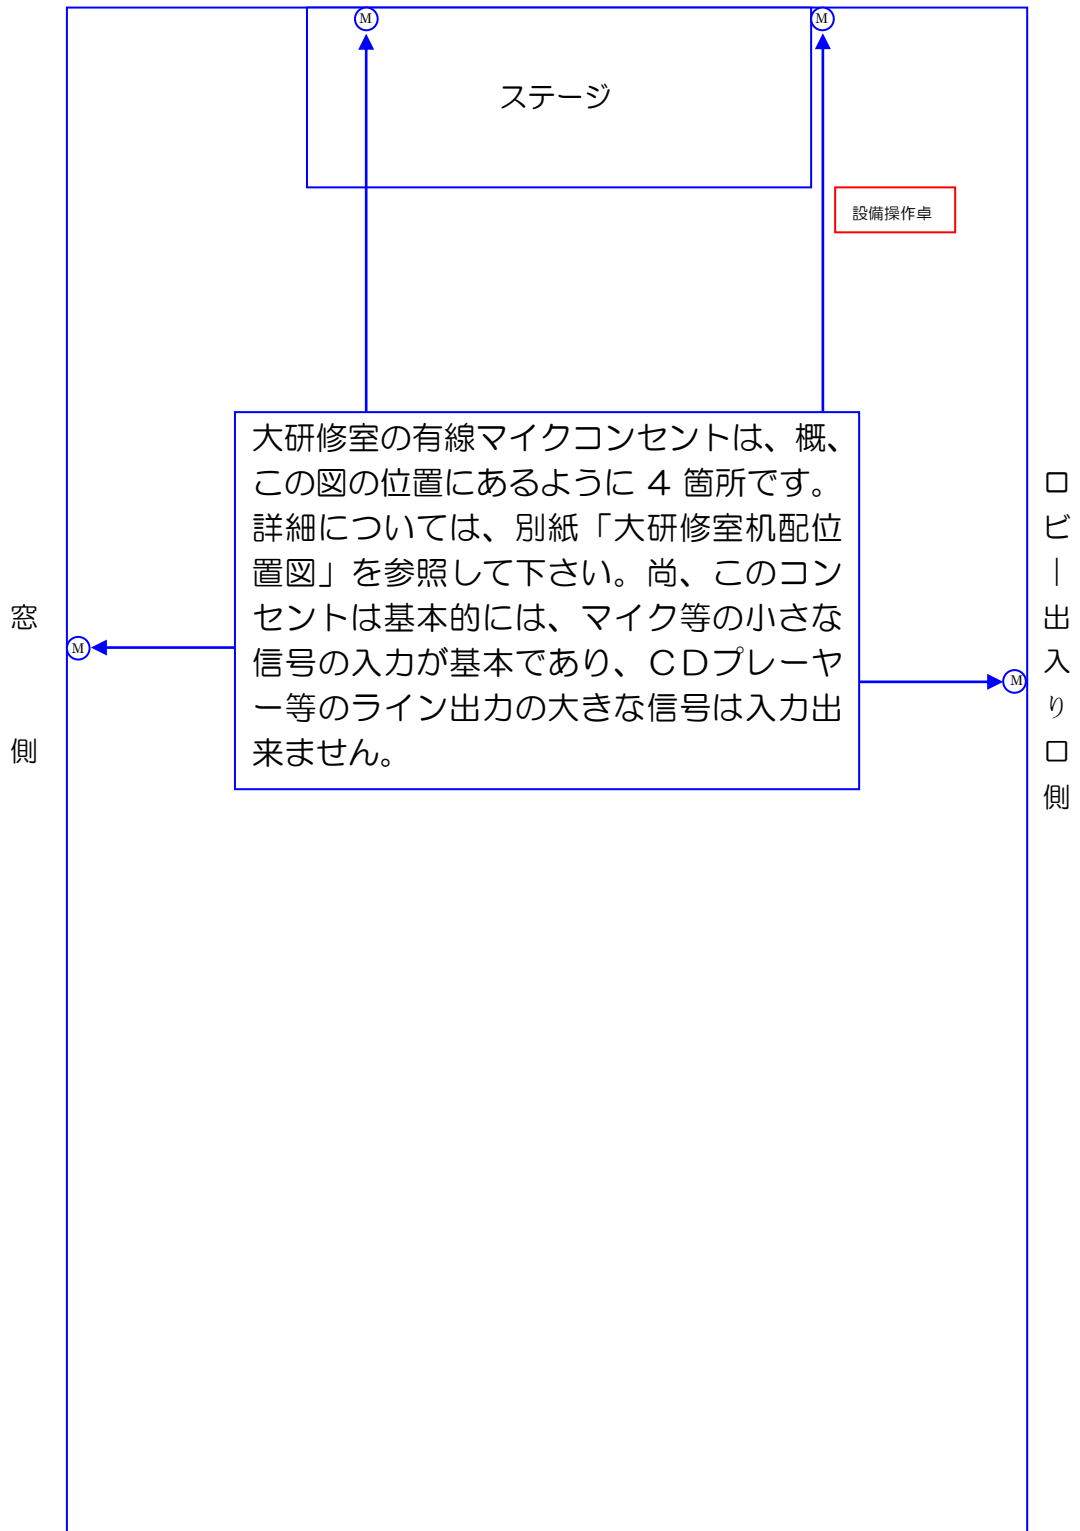 M
M
ステージ
設備操作卓
大研修室の有線マイクコンセントは、概、
この図の位置にあるように 4 箇所です。
詳細については、別紙「大研修室机配位
置図」を参照して下さい。尚、このコン
セントは基本的には、マイク等の小さな
信号の入力が基本であり、ＣＤプレーヤ
ー等のライン出力の大きな信号は入力出
来ません。
窓側
M
M
ロビー出入り口側